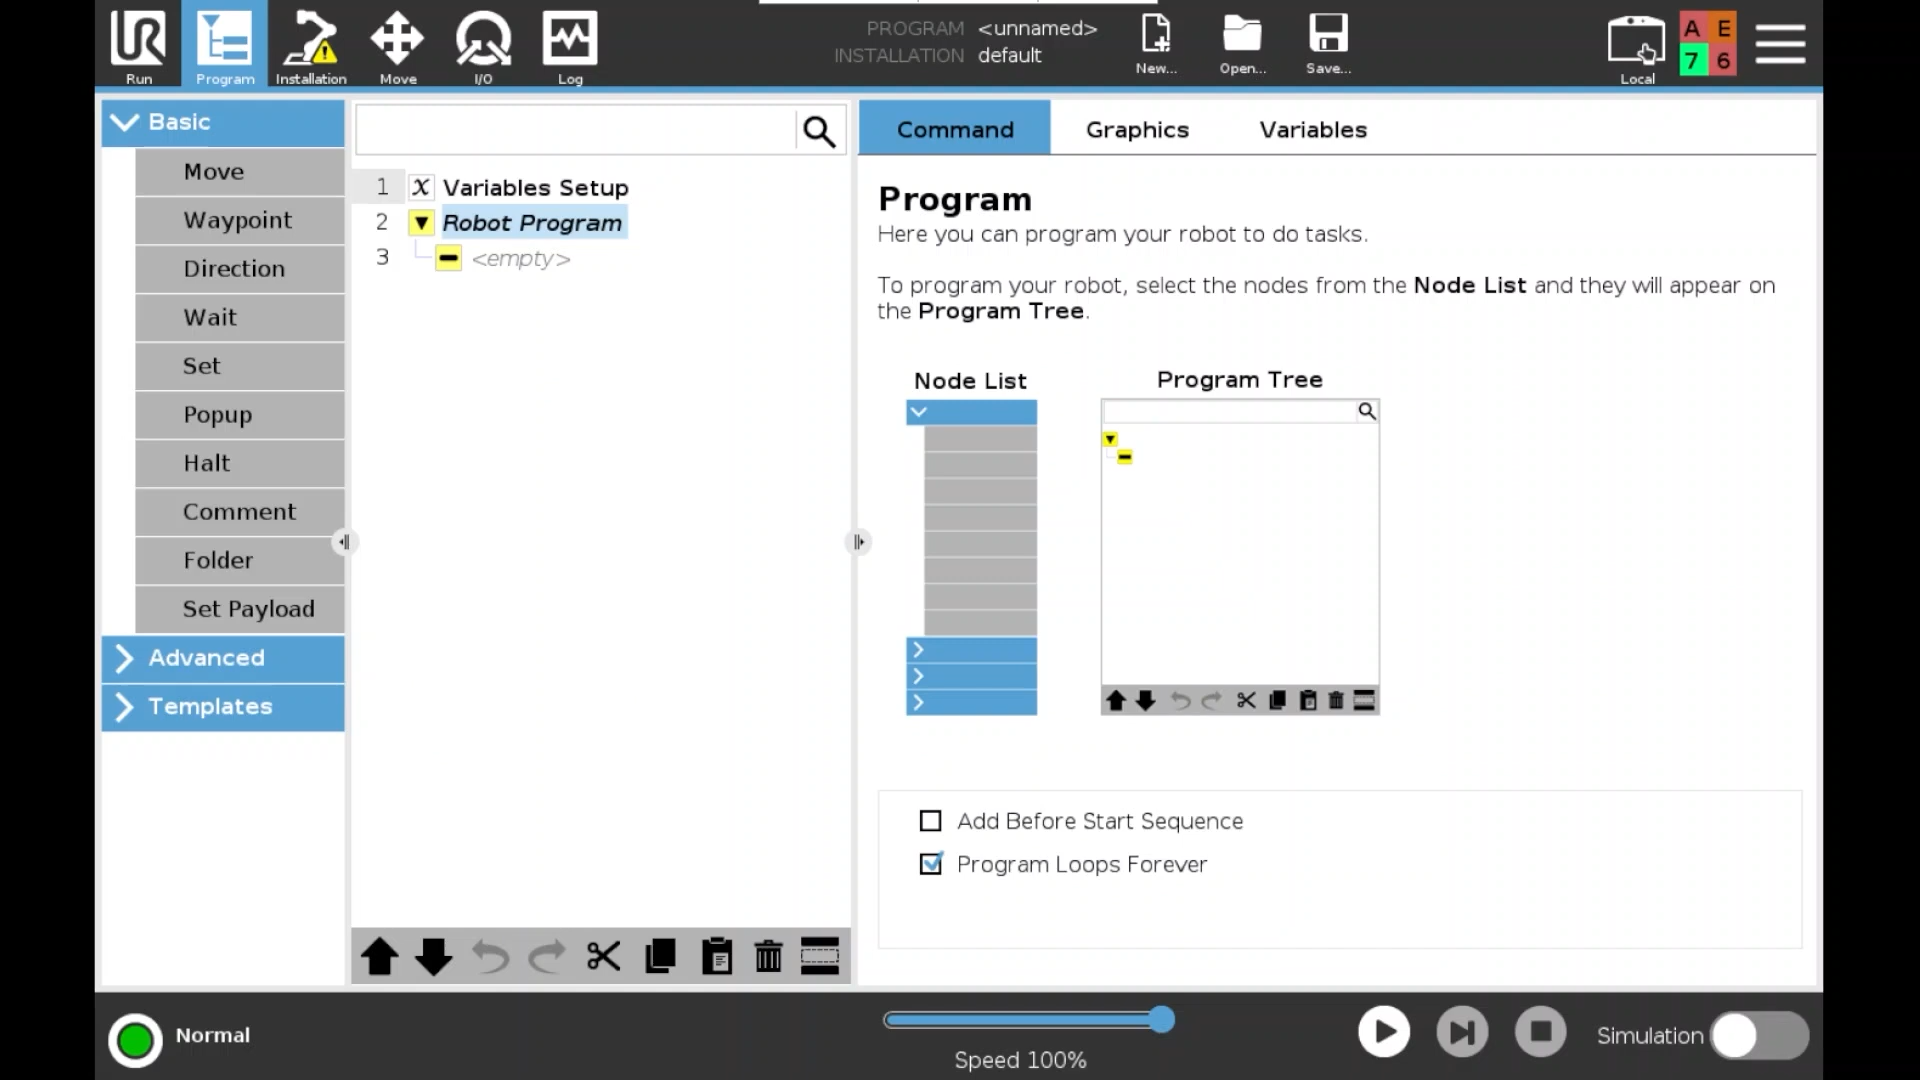 PROGRAM <unnamed>
INSTALLATION default
UR
Run
Program
Installation
Move
I/O
Log
New...
Open...
Save...
Local
A E
7 6
Basic
Move
Waypoint
Direction
Wait
Set
Popup
Halt
Comment
Folder
Set Payload
Advanced
Templates
1 X Variables Setup
2 Robot Program
3 <empty>
Command Graphics Variables
Program
Here you can program your robot to do tasks.
To program your robot, select the nodes from the Node List and they will appear on
the Program Tree.
Node List
Program Tree
Add Before Start Sequence
Program Loops Forever
Normal
Speed 100%
Simulation